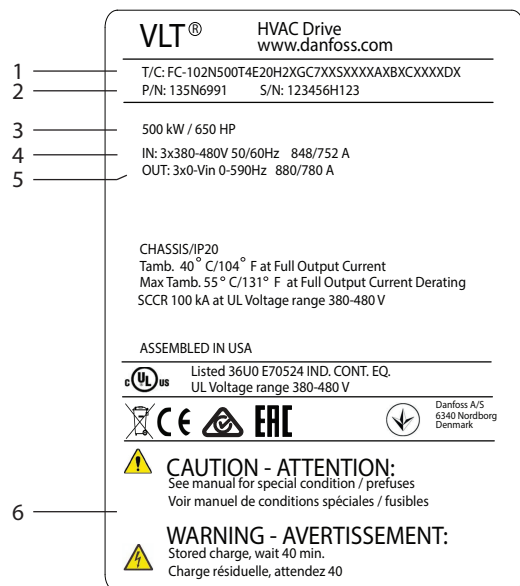 VLT® HVAC Drive
www.danfoss.com
1 T/C: FC-102N500T4E20H2XGC7XXSXXXXAXBXCXXXXDX
2 P/N: 135N6991 S/N: 123456H123
3 500 kW / 650 HP
4 IN: 3x380-480V 50/60Hz 848/752 A
5 OUT: 3x0-Vin 0-590Hz 880/780 A
CHASSIS/IP20
Tamb. 40° C/104° F at Full Output Current
Max Tamb. 55° C/131° F at Full Output Current Derating
SCCR 100 kA at UL Voltage range 380-480 V
ASSEMBLED IN USA
c UL us Listed 36U0 E70524 IND. CONT. EQ.
UL Voltage range 380-480 V
CE EAC
Danfoss A/S
6340 Nordborg
Denmark
CAUTION - ATTENTION:
See manual for special condition / prefuses
Voir manuel de conditions spéciales / fusibles
6
WARNING - AVERTISSEMENT:
Stored charge, wait 40 min.
Charge résiduelle, attendez 40